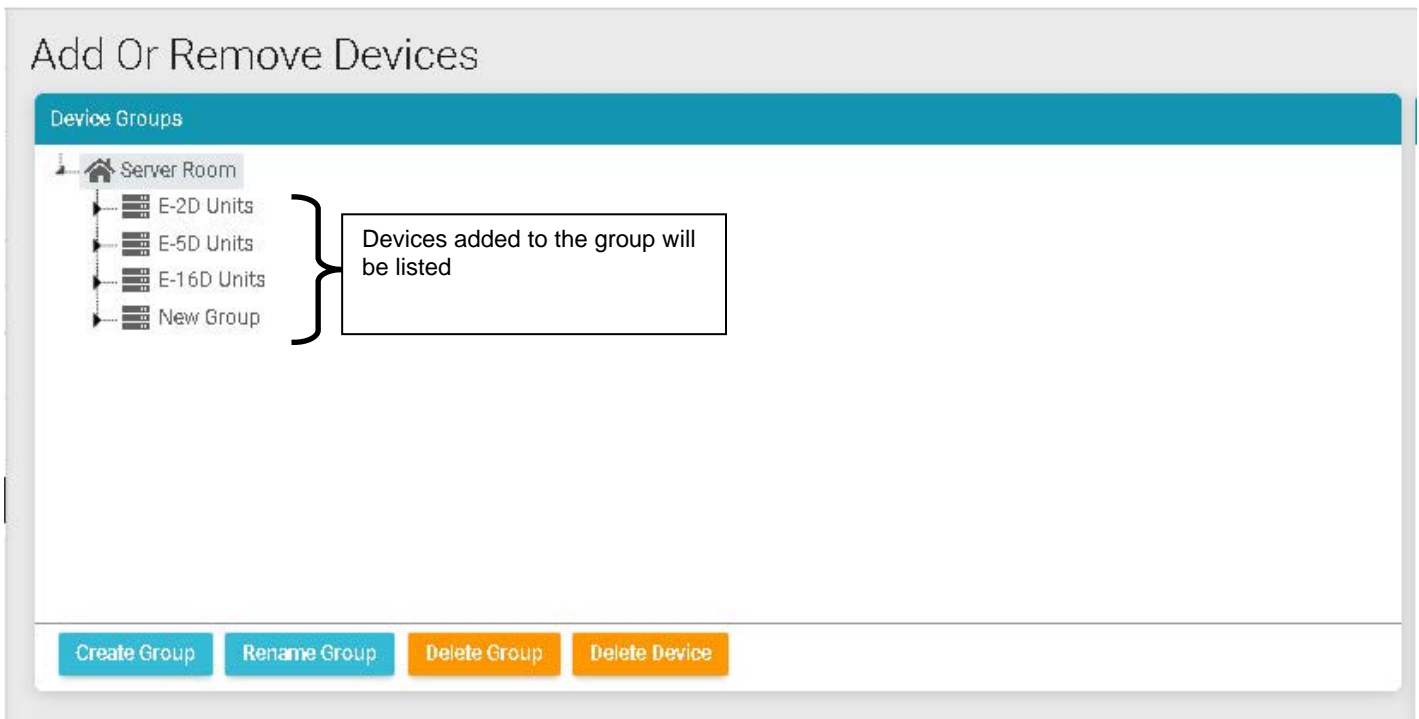 Add Or Remove Devices
Device Groups
Server Room
E-2D Units
E-5D Units
E-16D Units
New Group
Devices added to the group will
be listed
Create Group Rename Group Delete Group Delete Device